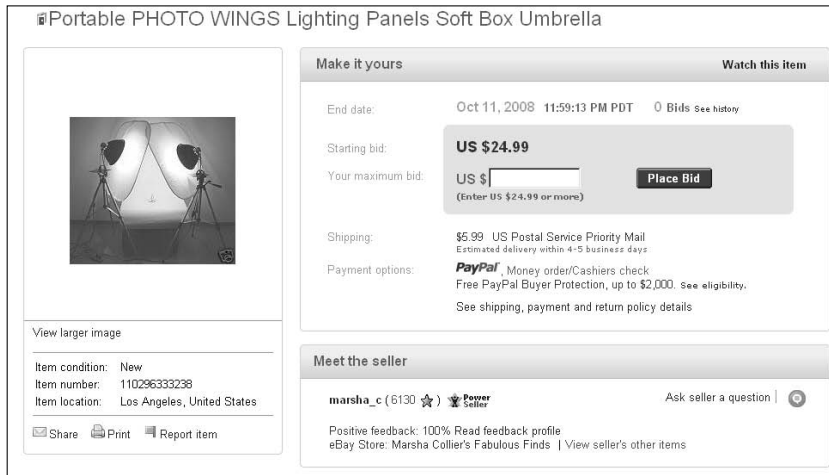 Portable PHOTO WINGS Lighting Panels Soft Box Umbrella
View larger image
Item condition: New
Item number: 110296333238
Item location: Los Angeles, United States
Share Print Report item
Make it yours
Watch this item
End date: Oct 11, 2008 11:59:13 PM PDT 0 Bids See history
Starting bid: US $24.99
Your maximum bid: US $ Place Bid
(Enter US $24.99 or more)
Shipping: $5.99 US Postal Service Priority Mail
Estimated delivery within 4-5 business days
Payment options: PayPal, Money order/Cashiers check
Free PayPal Buyer Protection, up to $2,000. See eligibility.
See shipping, payment and return policy details
Meet the seller
marsha_c ( 6130 ) Power Seller
Ask seller a question
Positive feedback: 100% Read feedback profile
eBay Store: Marsha Collier's Fabulous Finds | View seller's other items